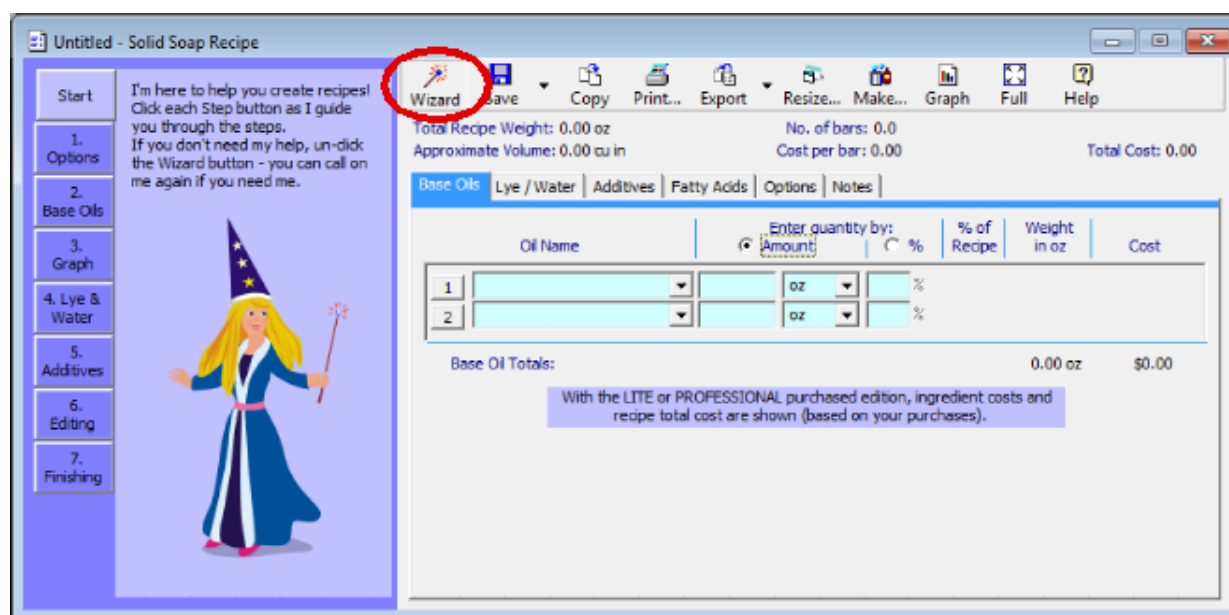 Untitled - Solid Soap Recipe
Start
1.
Options
2.
Base Oils
3.
Graph
4. Lye &
Water
5.
Additives
6.
Editing
7.
Finishing
I'm here to help you create recipes!
Click each Step button as I guide
you through the steps.
If you don't need my help, un-click
the Wizard button - you can call on
me again if you need me.
Wizard Save Copy Print... Export Resize... Make... Graph Full Help
Total Recipe Weight: 0.00 oz No. of bars: 0.0
Approximate Volume: 0.00 cu in Cost per bar: 0.00 Total Cost: 0.00
Base Oils Lye / Water Additives Fatty Acids Options Notes
Enter quantity by: % of Weight
Oil Name Amount % Recipe in oz Cost
1 oz %
2 oz %
Base Oil Totals: 0.00 oz $0.00
With the LITE or PROFESSIONAL purchased edition, ingredient costs and
recipe total cost are shown (based on your purchases).